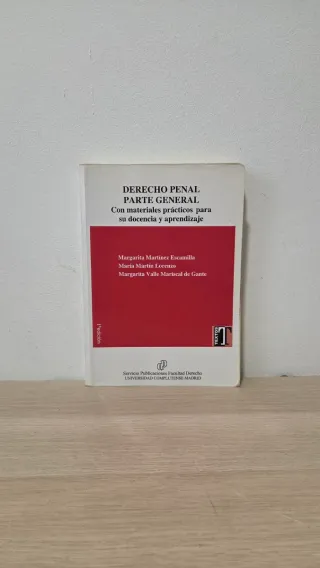 DERECHO PENAL
PARTE GENERAL
Con materiales prácticos para
su docencia y aprendizaje
Margarita Martínez Escamilla
María Martín Lorenzo
Margarita Valle Mariscal de Gante
Servicio Publicaciones Facultad Derecho
UNIVERSIDAD COMPLUTENSE-MADRID